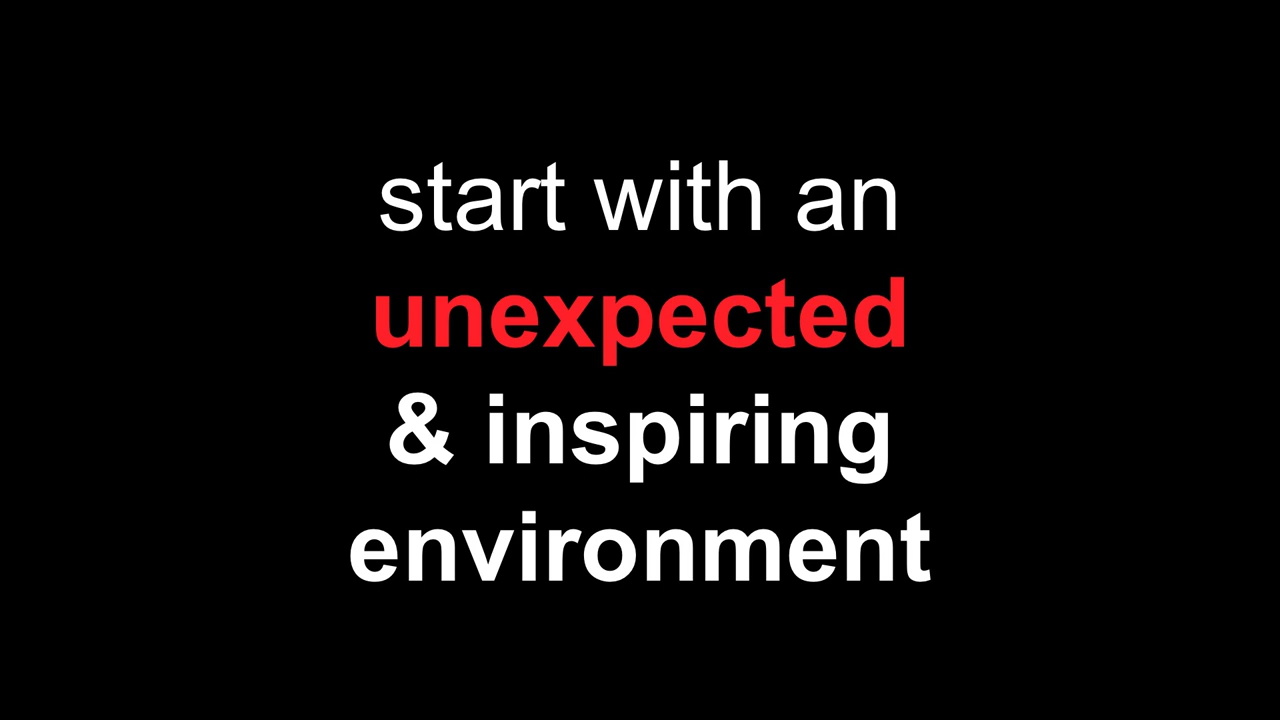 start with an
unexpected
& inspiring
environment